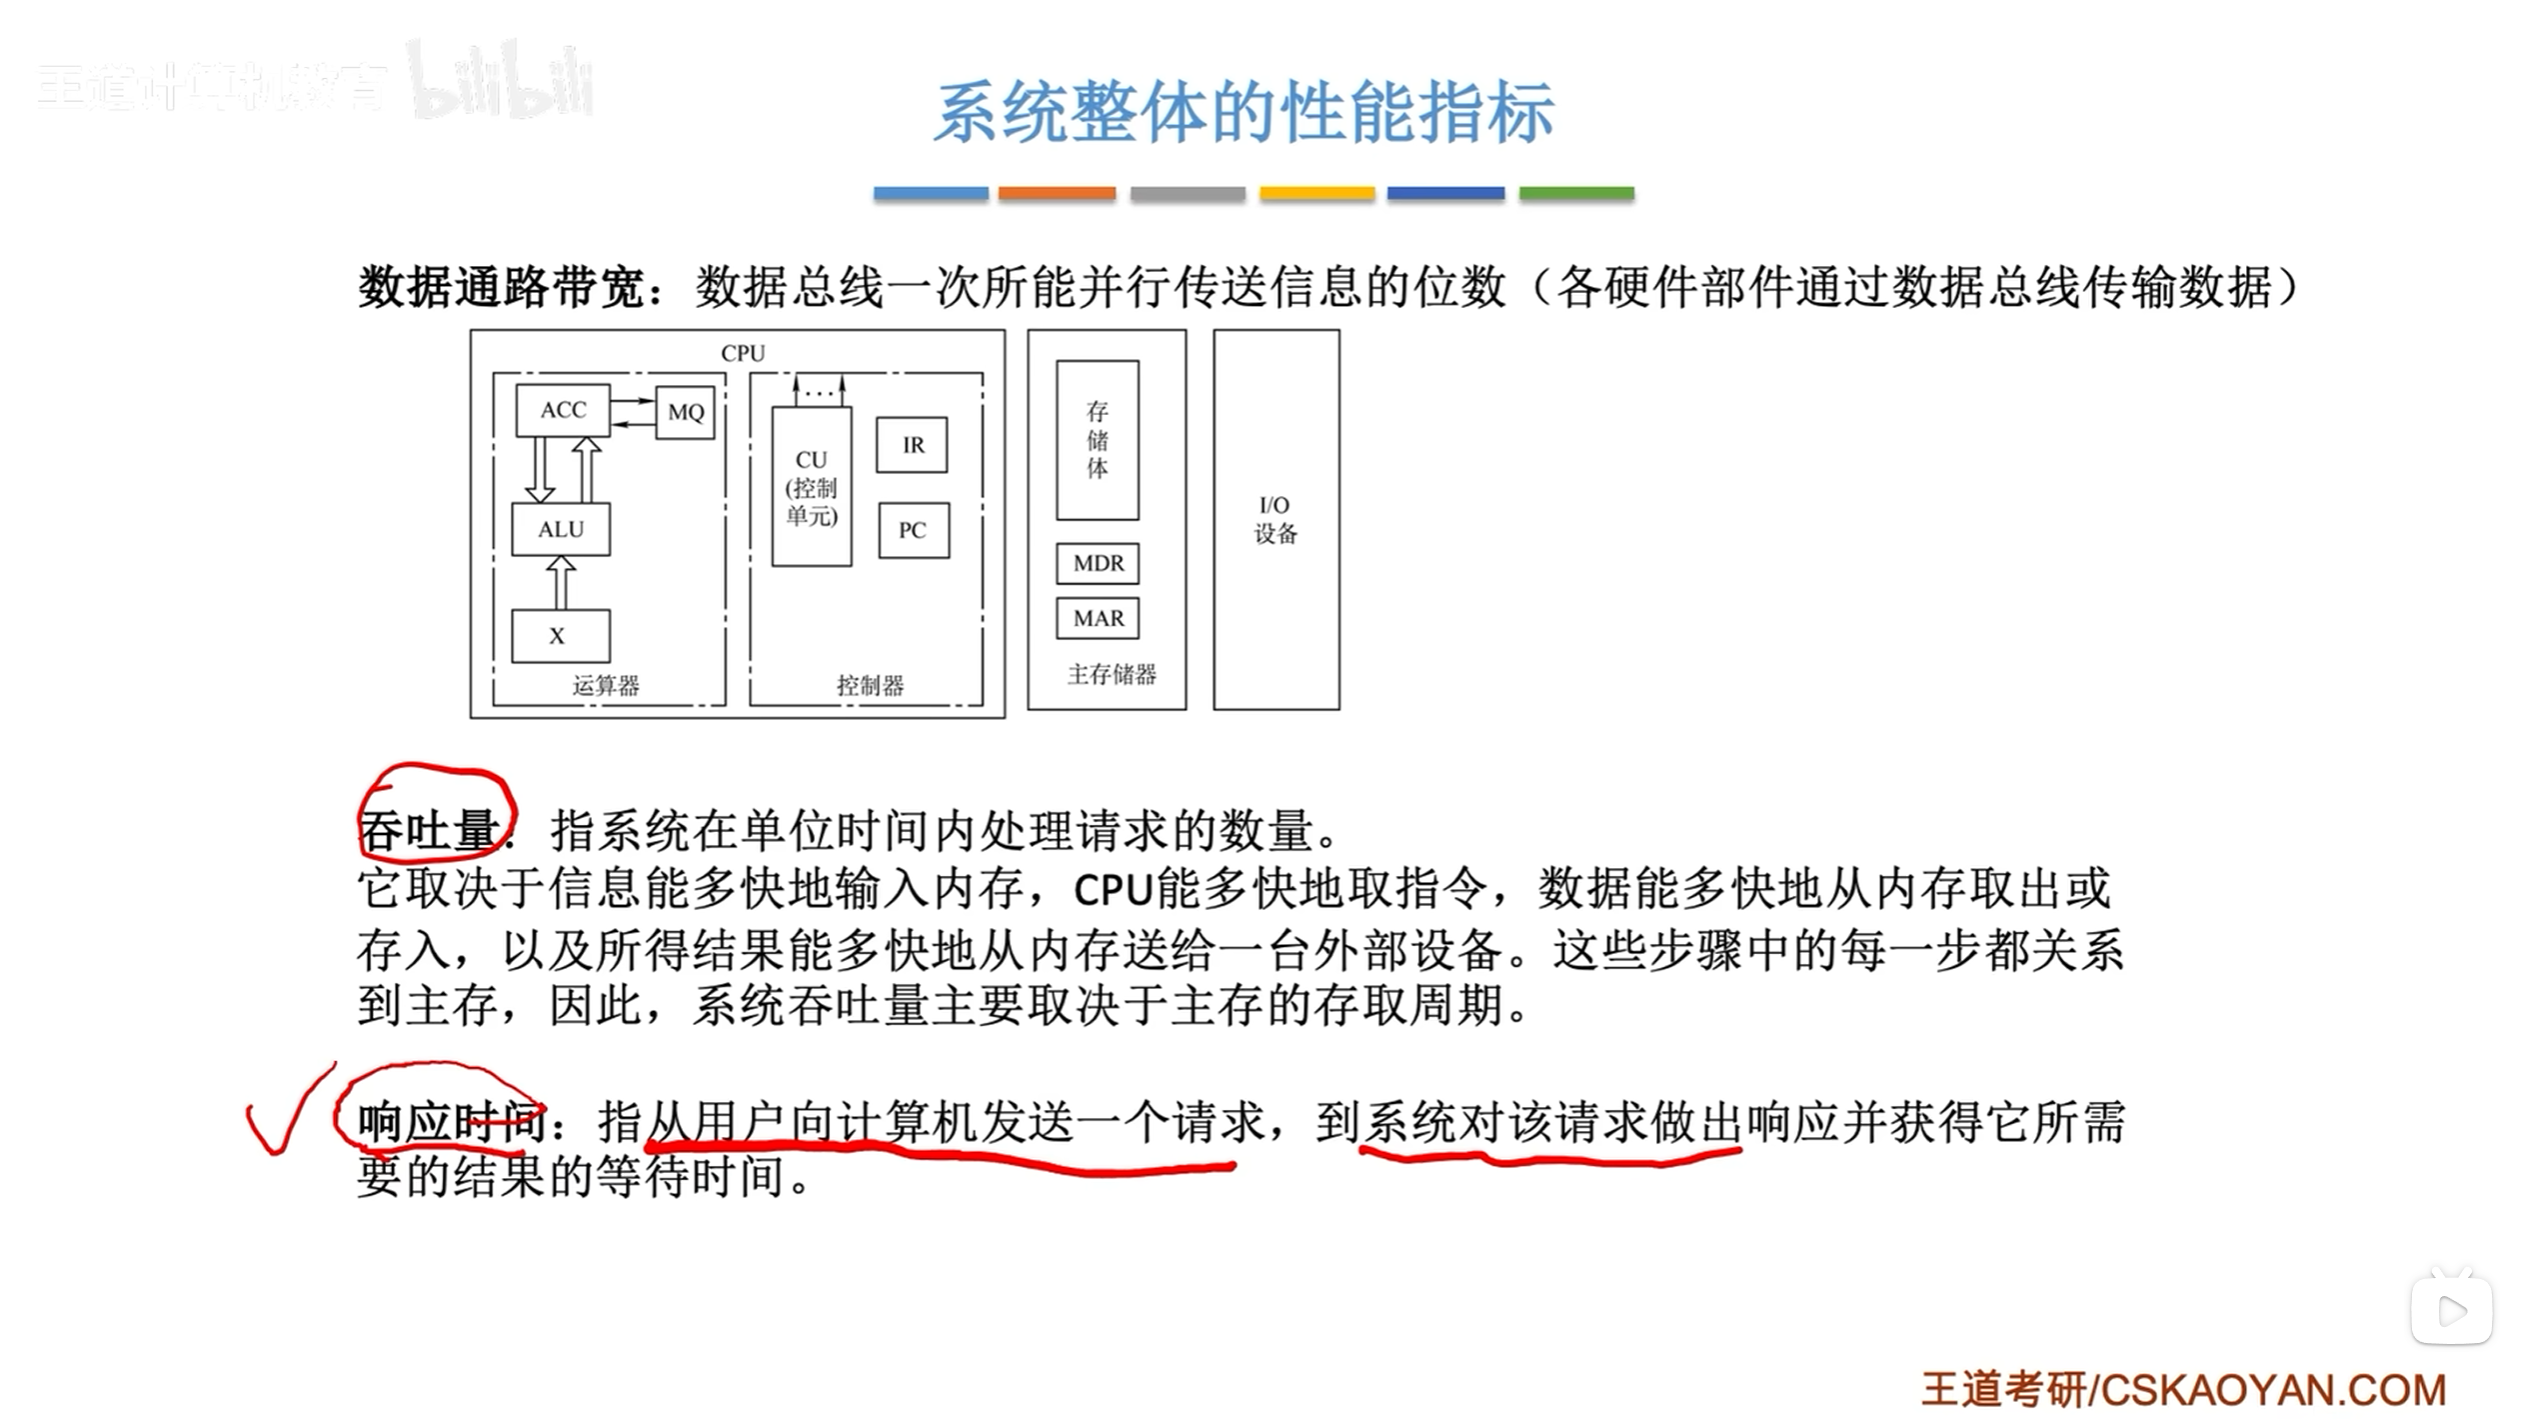 王道计算机教育 bilibili
系统整体的性能指标
数据通路带宽：数据总线一次所能并行传送信息的位数（各硬件部件通过数据总线传输数据）
CPU
ACC
MQ
ALU
X
运算器
...
CU
(控制
单元)
IR
PC
控制器
存
储
体
MDR
MAR
主存储器
I/O
设备
吞吐量：指系统在单位时间内处理请求的数量。
它取决于信息能多快地输入内存，CPU能多快地取指令，数据能多快地从内存取出或
存入，以及所得结果能多快地从内存送给一台外部设备。这些步骤中的每一步都关系
到主存，因此，系统吞吐量主要取决于主存的存取周期。
响应时间：指从用户向计算机发送一个请求，到系统对该请求做出响应并获得它所需
要的结果的等待时间。
王道考研/CSKAOYAN.COM